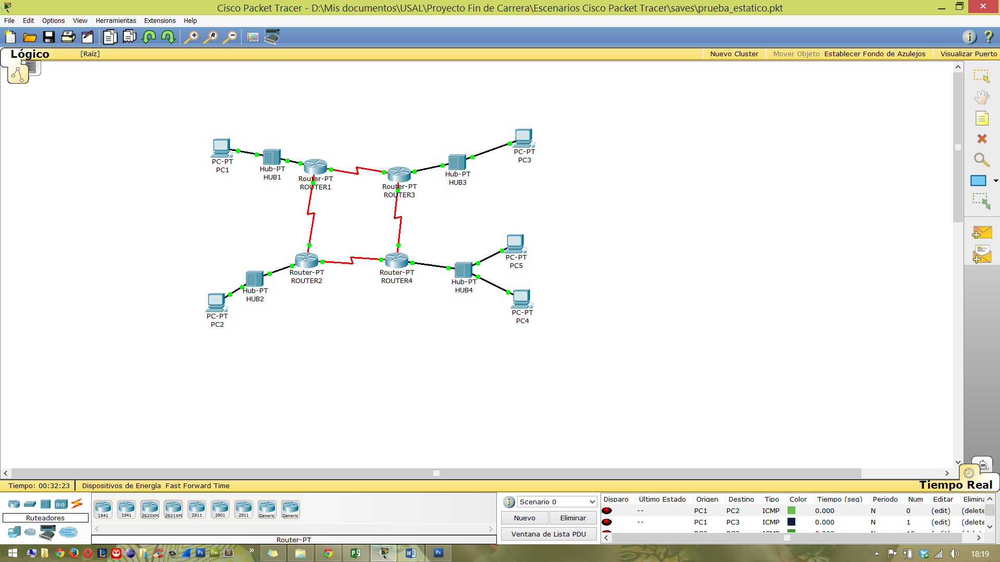 Cisco Packet Tracer - D:\Mis documentos\USAL\Proyecto Fin de Carrera\Escenarios Cisco Packet Tracer\saves\prueba_estatico.pkt
File Edit Options View Herramientas Extensions Help
Lógico [Raíz] Nuevo Cluster Mover Objeto Establecer Fondo de Azulejos Visualizar Puerto
PC-PT
PC1
Hub-PT
HUB1
Router-PT
ROUTER1
Router-PT
ROUTER3
Hub-PT
HUB3
PC-PT
PC3
PC-PT
PC2
Hub-PT
HUB2
Router-PT
ROUTER2
Router-PT
ROUTER4
Hub-PT
HUB4
PC-PT
PC5
PC-PT
PC4
Tiempo: 00:32:23 Dispositivos de Energía Fast Forward Time Tiempo Real
Ruteadores
1841 1941 2620XM 2621XM 2811 2901 2911 Generic Generic
Router-PT
Scenario 0
Nuevo Eliminar
Ventana de Lista PDU
Disparo Último Estado Origen Destino Tipo Color Tiempo (seg) Periodo Num Editar Elimina
-- PC1 PC2 ICMP 0.000 N 0 (edit) (delete
-- PC1 PC3 ICMP 0.000 N 1 (edit) (delete
18:19